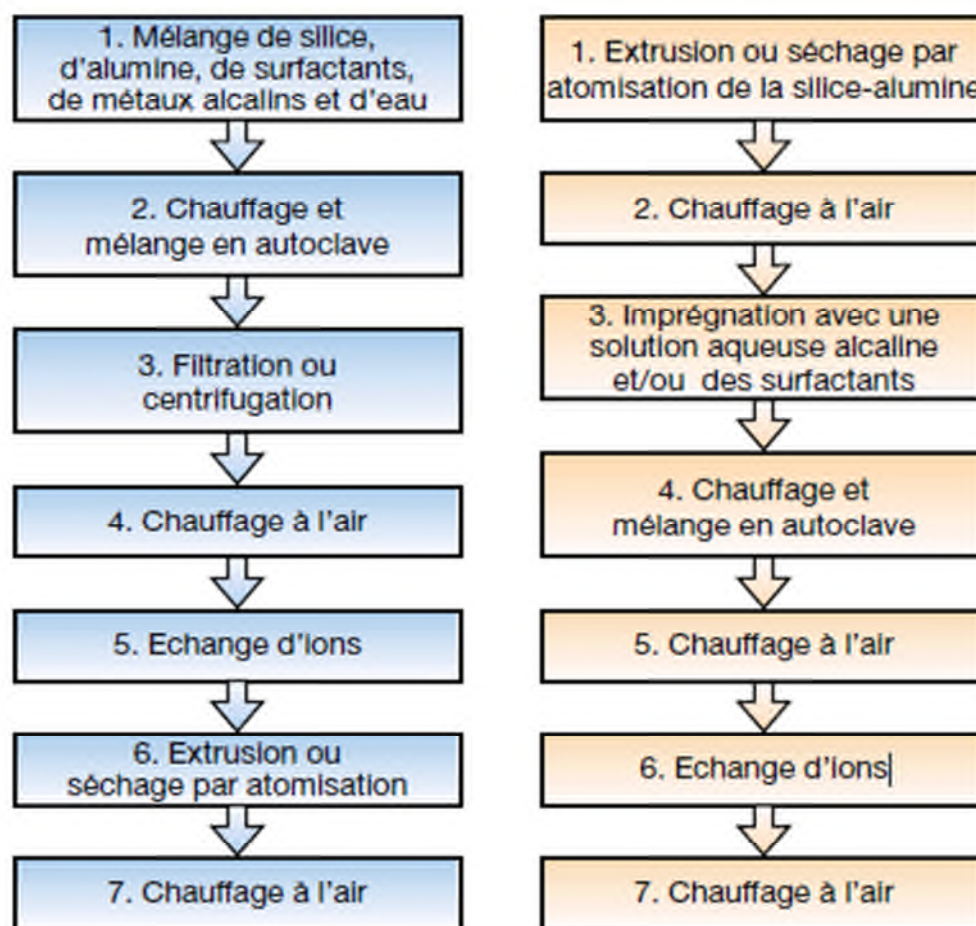 1. Mélange de silice,
d'alumine, de surfactants,
de métaux alcalins et d'eau
2. Chauffage et
mélange en autoclave
3. Filtration ou
centrifugation
4. Chauffage à l'air
5. Echange d'ions
6. Extrusion ou
séchage par atomisation
7. Chauffage à l'air
1. Extrusion ou séchage par
atomisation de la silice-alumine
2. Chauffage à l'air
3. Imprégnation avec une
solution aqueuse alcaline
et/ou des surfactants
4. Chauffage et
mélange en autoclave
5. Chauffage à l'air
6. Echange d'ions
7. Chauffage à l'air